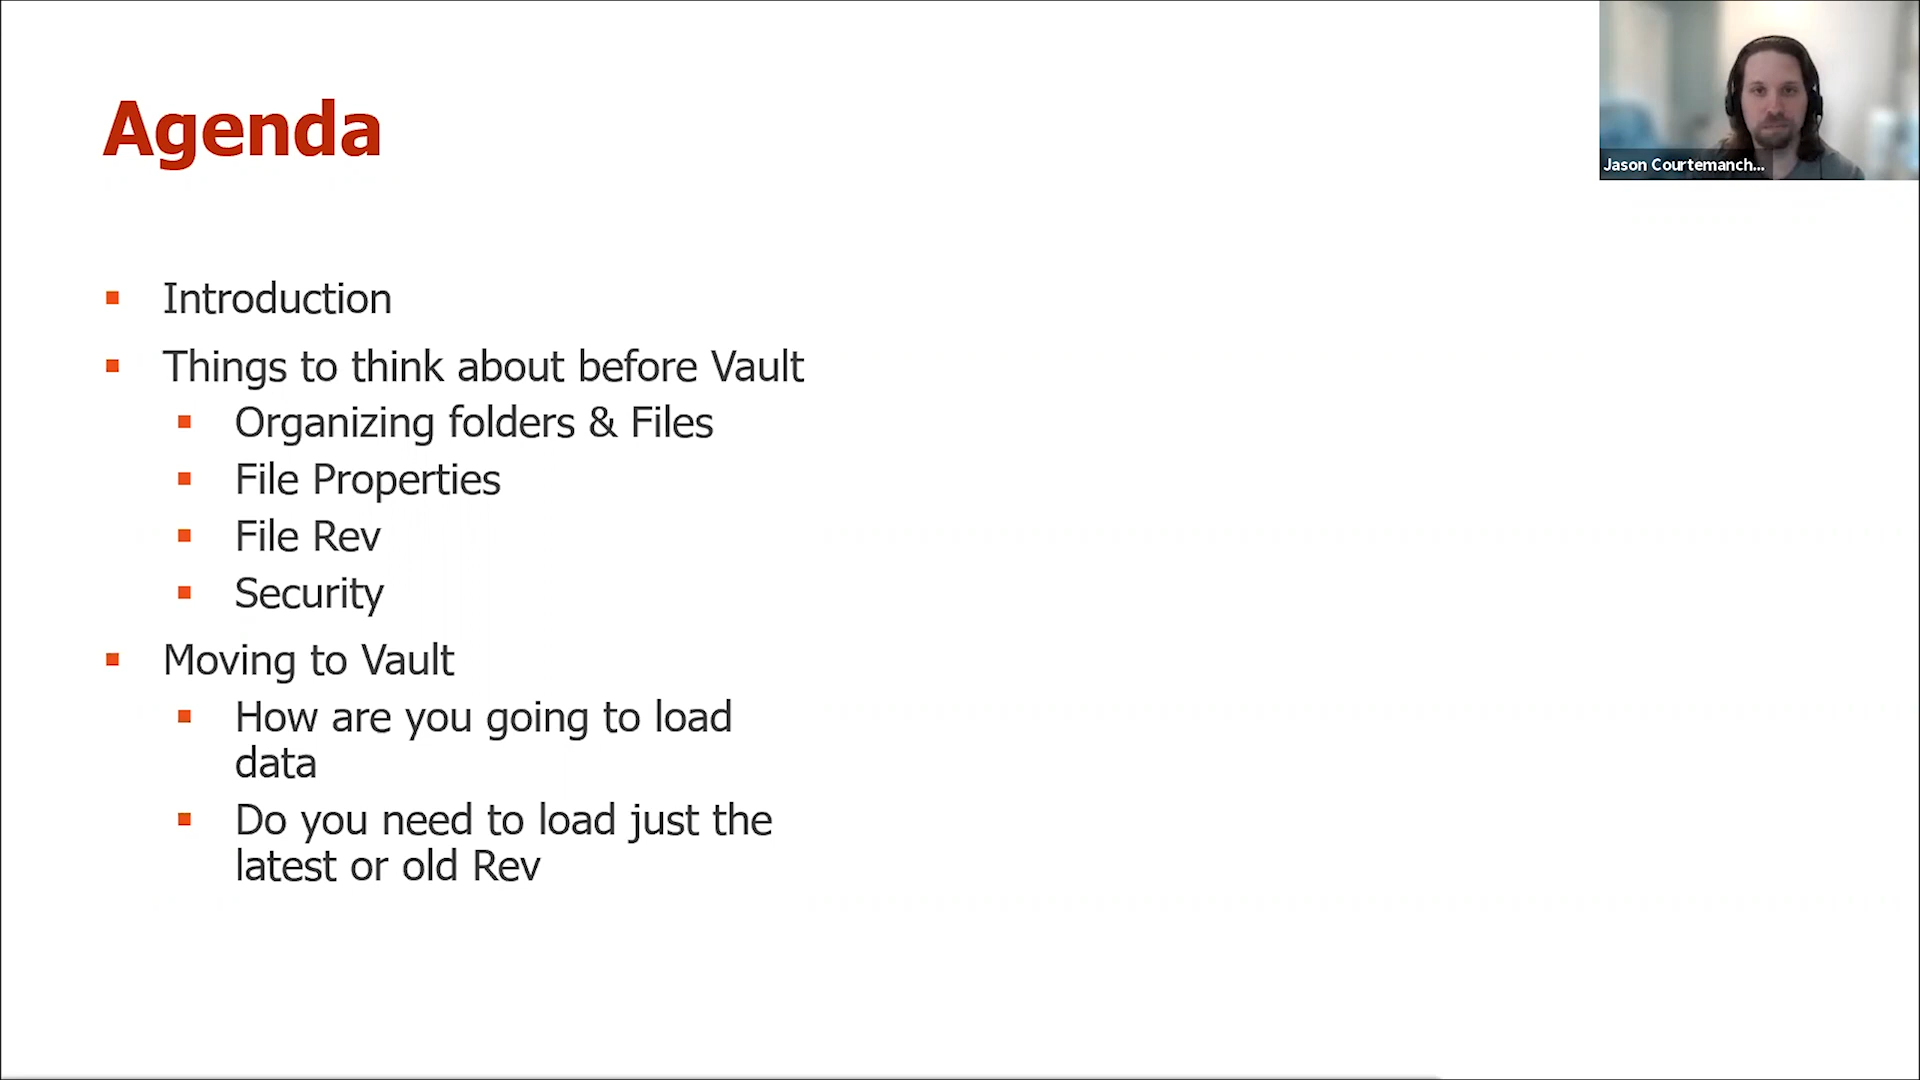 Agenda
Jason Courtemanch...
Introduction
Things to think about before Vault
Organizing folders & Files
File Properties
File Rev
Security
Moving to Vault
How are you going to load
data
Do you need to load just the
latest or old Rev